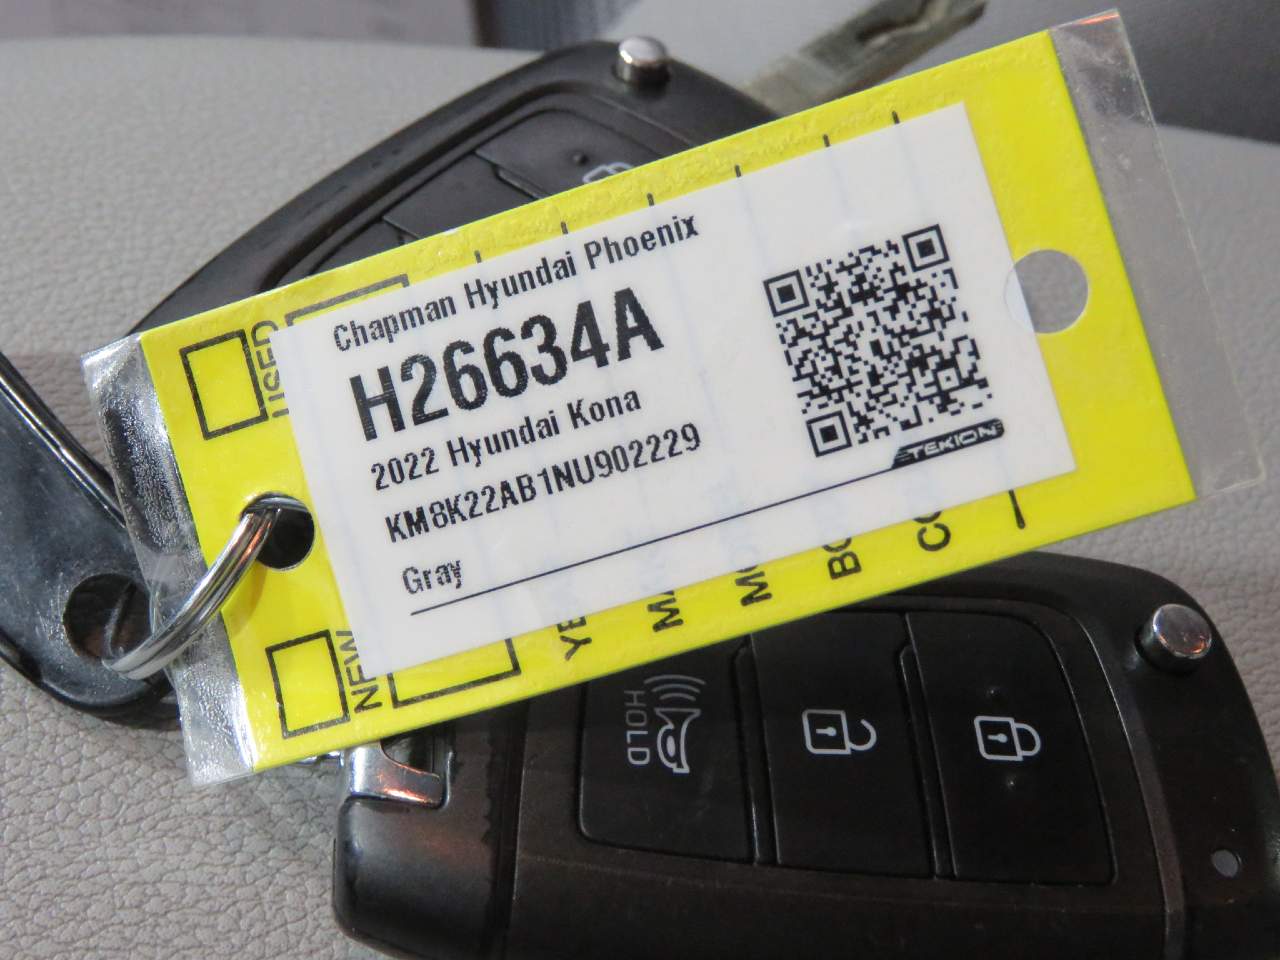 Chapman Hyundai Phoenix
H26634A
2022 Hyundai Kona
KM8K22AB1NU902229
Gray
TEKION
USED
NEW
HOLD